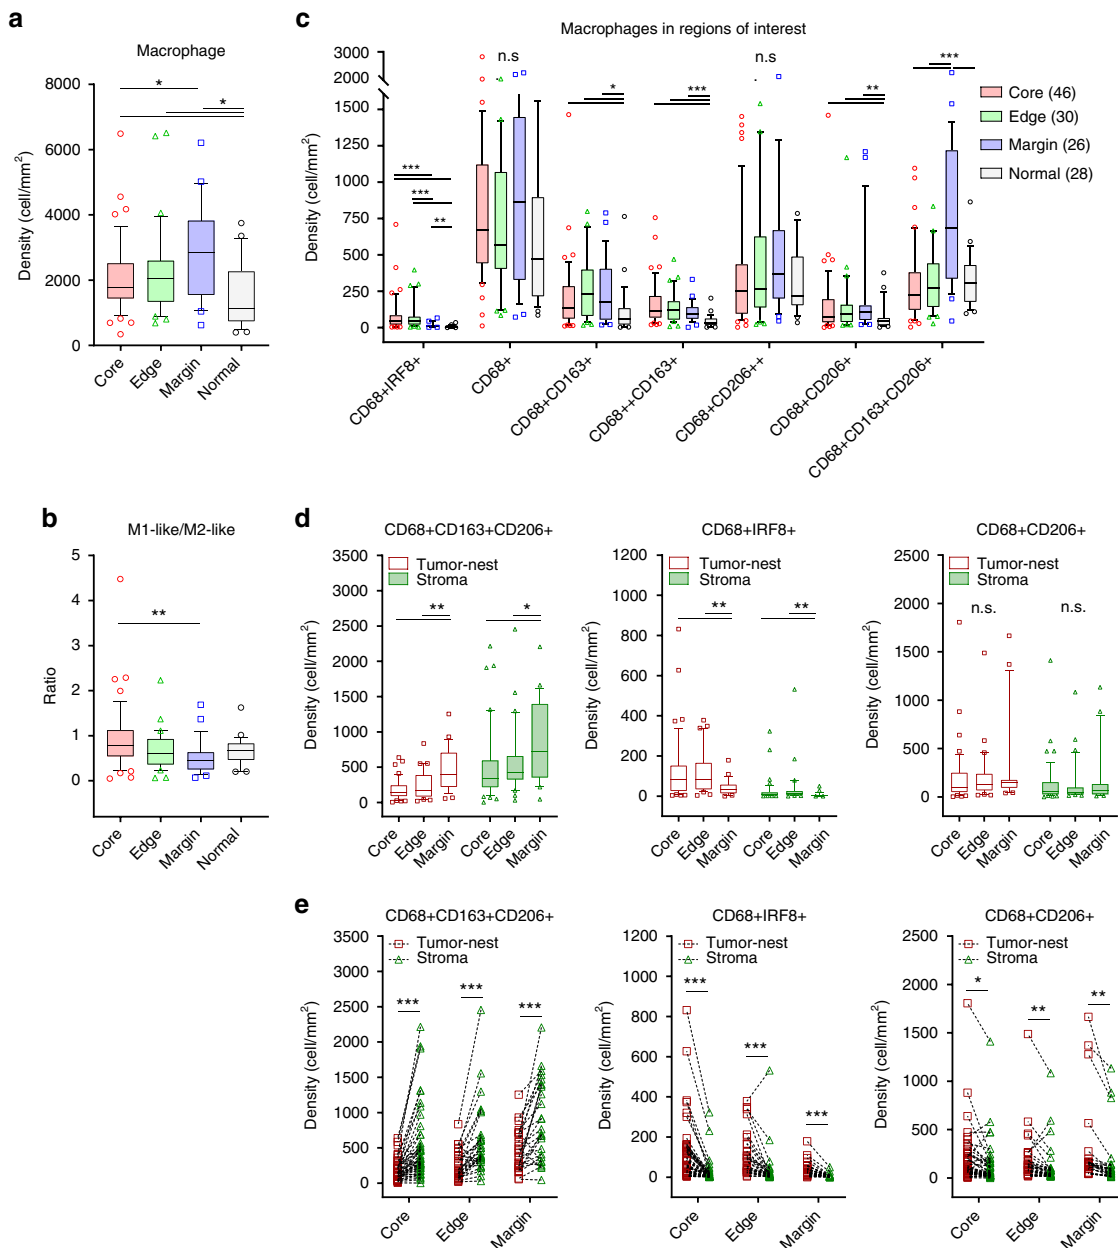 a
Macrophage
Density (cell/mm²)
8000
6000
4000
2000
0
*
*
Core
Edge
Margin
Normal
c
Macrophages in regions of interest
Density (cell/mm²)
3000
2000
1500
1250
1000
750
500
250
0
***
***
**
n.s
*
***
n.s
**
***
CD68+IRF8+
CD68+
CD68+CD163+
CD68++CD163+
CD68+CD206++
CD68+CD206+
CD68+CD163+CD206+
Core (46)
Edge (30)
Margin (26)
Normal (28)
b
M1-like/M2-like
Ratio
5
4
3
2
1
0
**
Core
Edge
Margin
Normal
d
CD68+CD163+CD206+
Density (cell/mm²)
3500
3000
2500
2000
1500
1000
500
0
Tumor-nest
Stroma
**
*
Core
Edge
Margin
Core
Edge
Margin
CD68+IRF8+
Density (cell/mm²)
1200
1000
800
600
400
200
0
Tumor-nest
Stroma
**
**
Core
Edge
Margin
Core
Edge
Margin
CD68+CD206+
Density (cell/mm²)
2500
2000
1500
1000
500
0
Tumor-nest
Stroma
n.s.
n.s.
Core
Edge
Margin
Core
Edge
Margin
e
CD68+CD163+CD206+
Density (cell/mm²)
3500
3000
2500
2000
1500
1000
500
0
Tumor-nest
Stroma
***
***
***
Core
Edge
Margin
CD68+IRF8+
Density (cell/mm²)
1200
1000
800
600
400
200
0
Tumor-nest
Stroma
***
***
***
Core
Edge
Margin
CD68+CD206+
Density (cell/mm²)
2500
2000
1500
1000
500
0
Tumor-nest
Stroma
*
**
**
Core
Edge
Margin